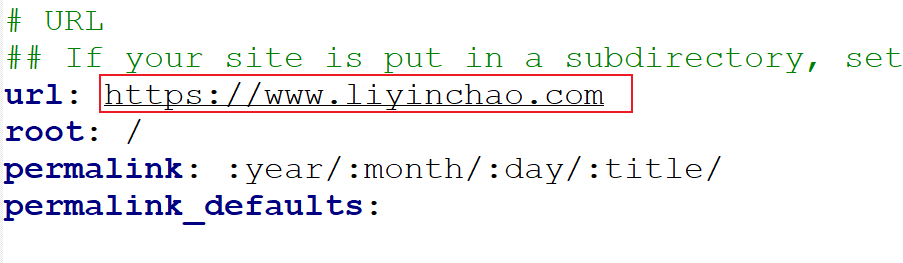 # URL
## If your site is put in a subdirectory, set
url: https://www.liyinchao.com
root: /
permalink: :year/:month/:day/:title/
permalink_defaults: